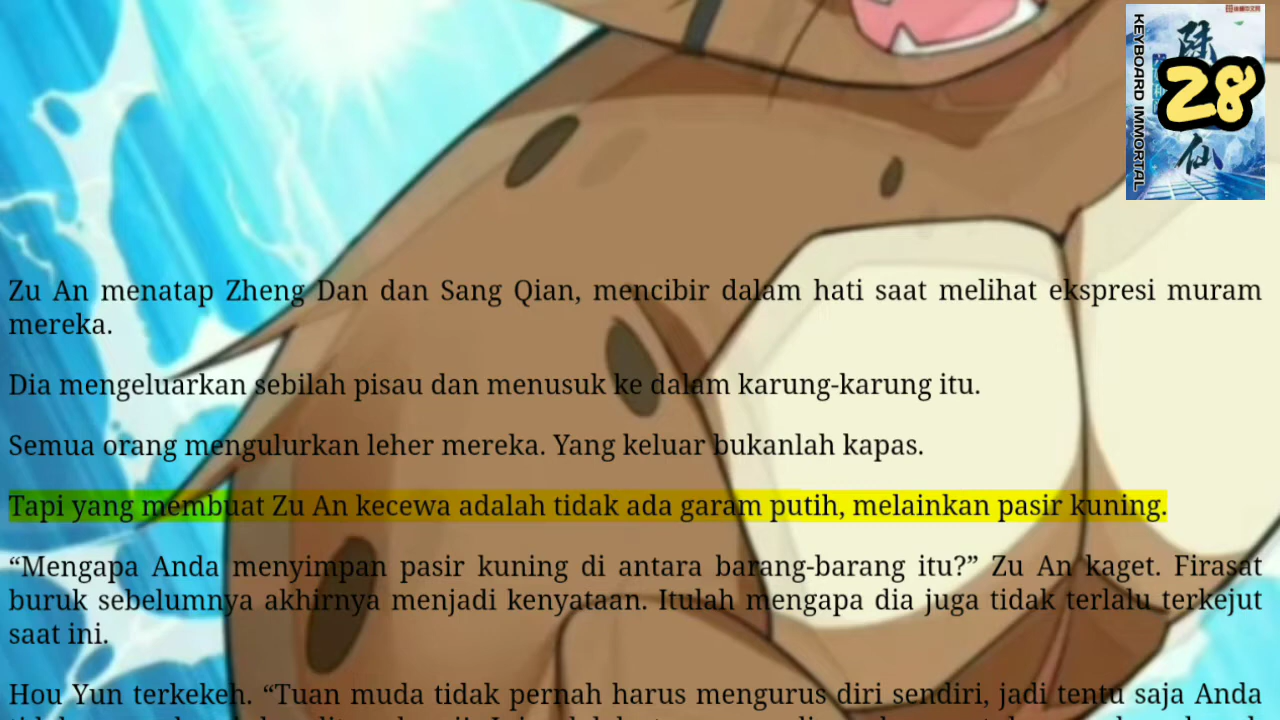 KEYBOARD IMMORTAL
陸
28
仙
Zu An menatap Zheng Dan dan Sang Qian, mencibir dalam hati saat melihat ekspresi muram
mereka.
Dia mengeluarkan sebilah pisau dan menusuk ke dalam karung-karung itu.
Semua orang mengulurkan leher mereka. Yang keluar bukanlah kapas.
Tapi yang membuat Zu An kecewa adalah tidak ada garam putih, melainkan pasir kuning.
“Mengapa Anda menyimpan pasir kuning di antara barang-barang itu?” Zu An kaget. Firasat
buruk sebelumnya akhirnya menjadi kenyataan. Itulah mengapa dia juga tidak terlalu terkejut
saat ini.
Hou Yun terkekeh. “Tuan muda tidak pernah harus mengurus diri sendiri, jadi tentu saja Anda